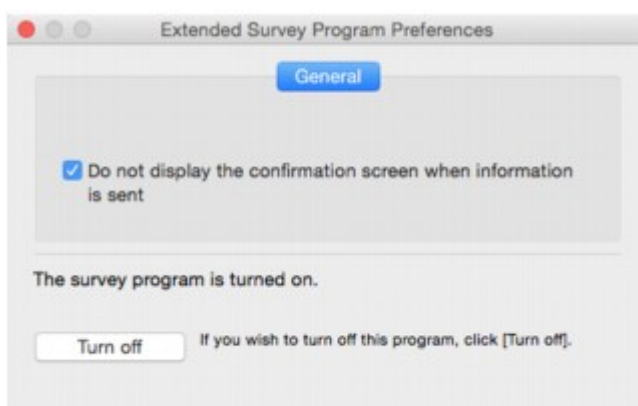 Extended Survey Program Preferences
General
Do not display the confirmation screen when information
is sent
The survey program is turned on.
Turn off
If you wish to turn off this program, click [Turn off].